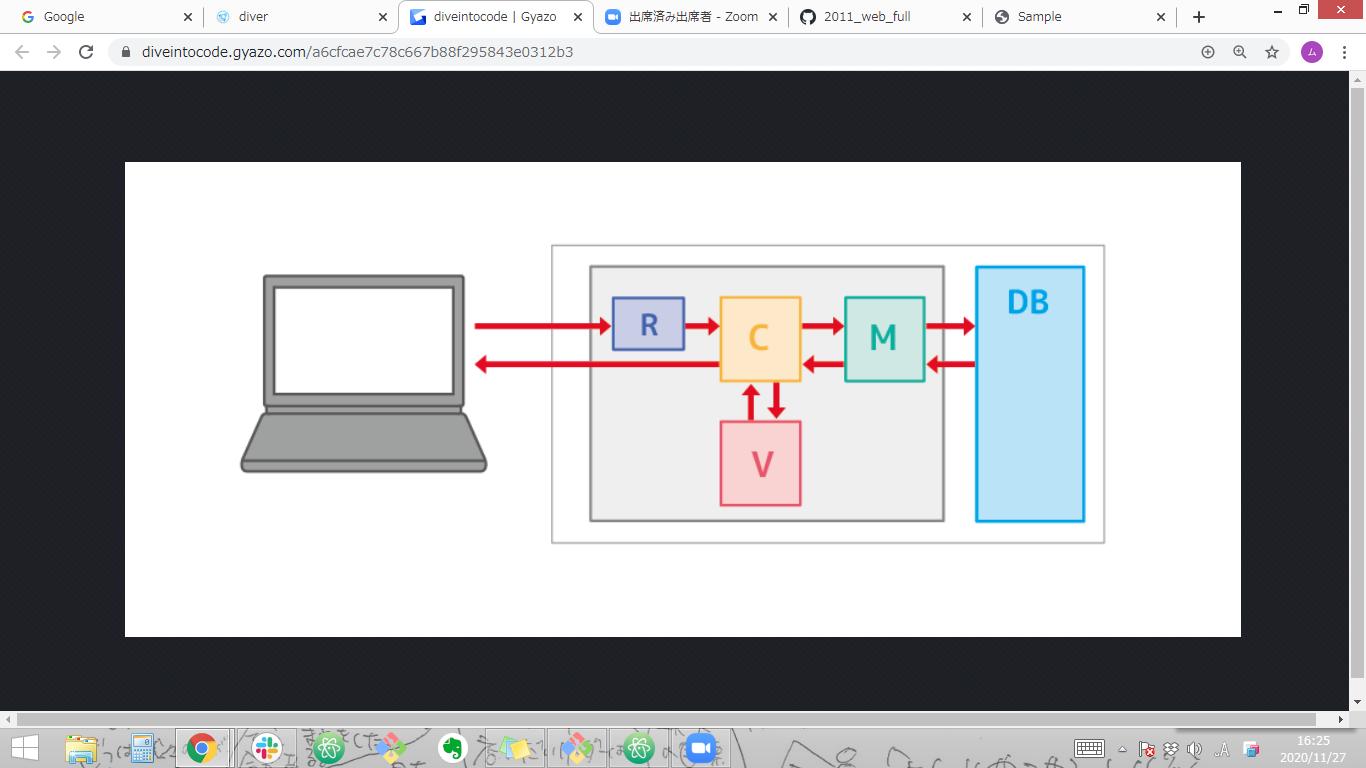 Google
diver
diveintocode | Gyazo
出席済み出席者 - Zoom
2011_web_full
Sample
diveintocode.gyazo.com/a6cfcae7c78c667b88f295843e0312b3
ム
R
C
M
DB
V
A
16:25
2020/11/27